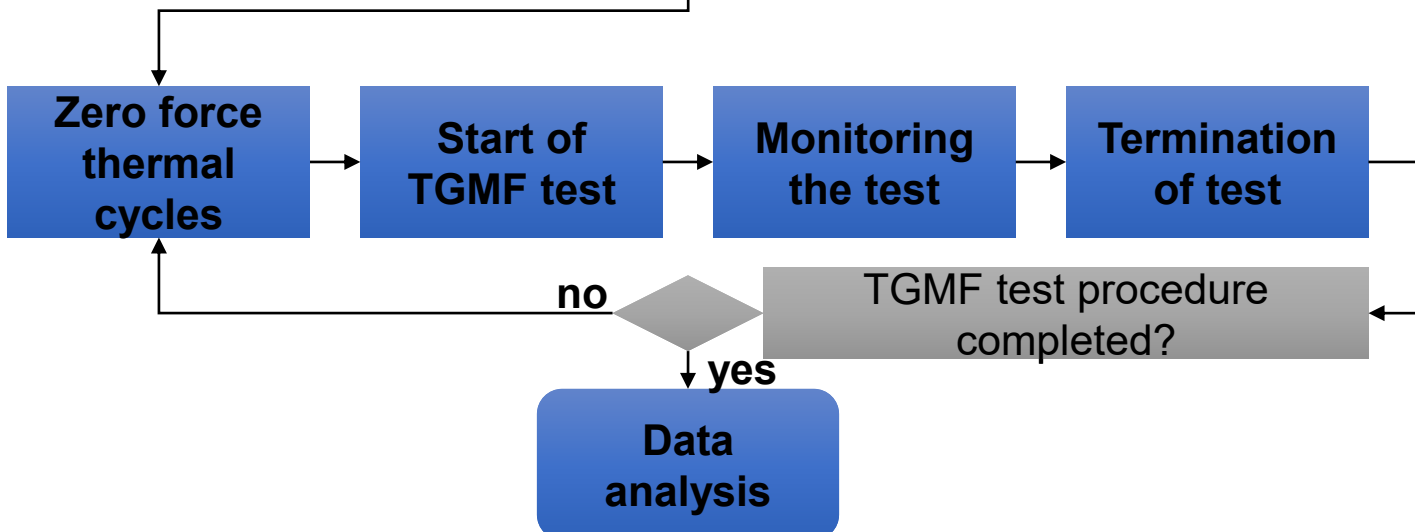 Zero force
thermal
cycles
Start of
TGMF test
Monitoring
the test
Termination
of test
no
TGMF test procedure
completed?
yes
Data
analysis